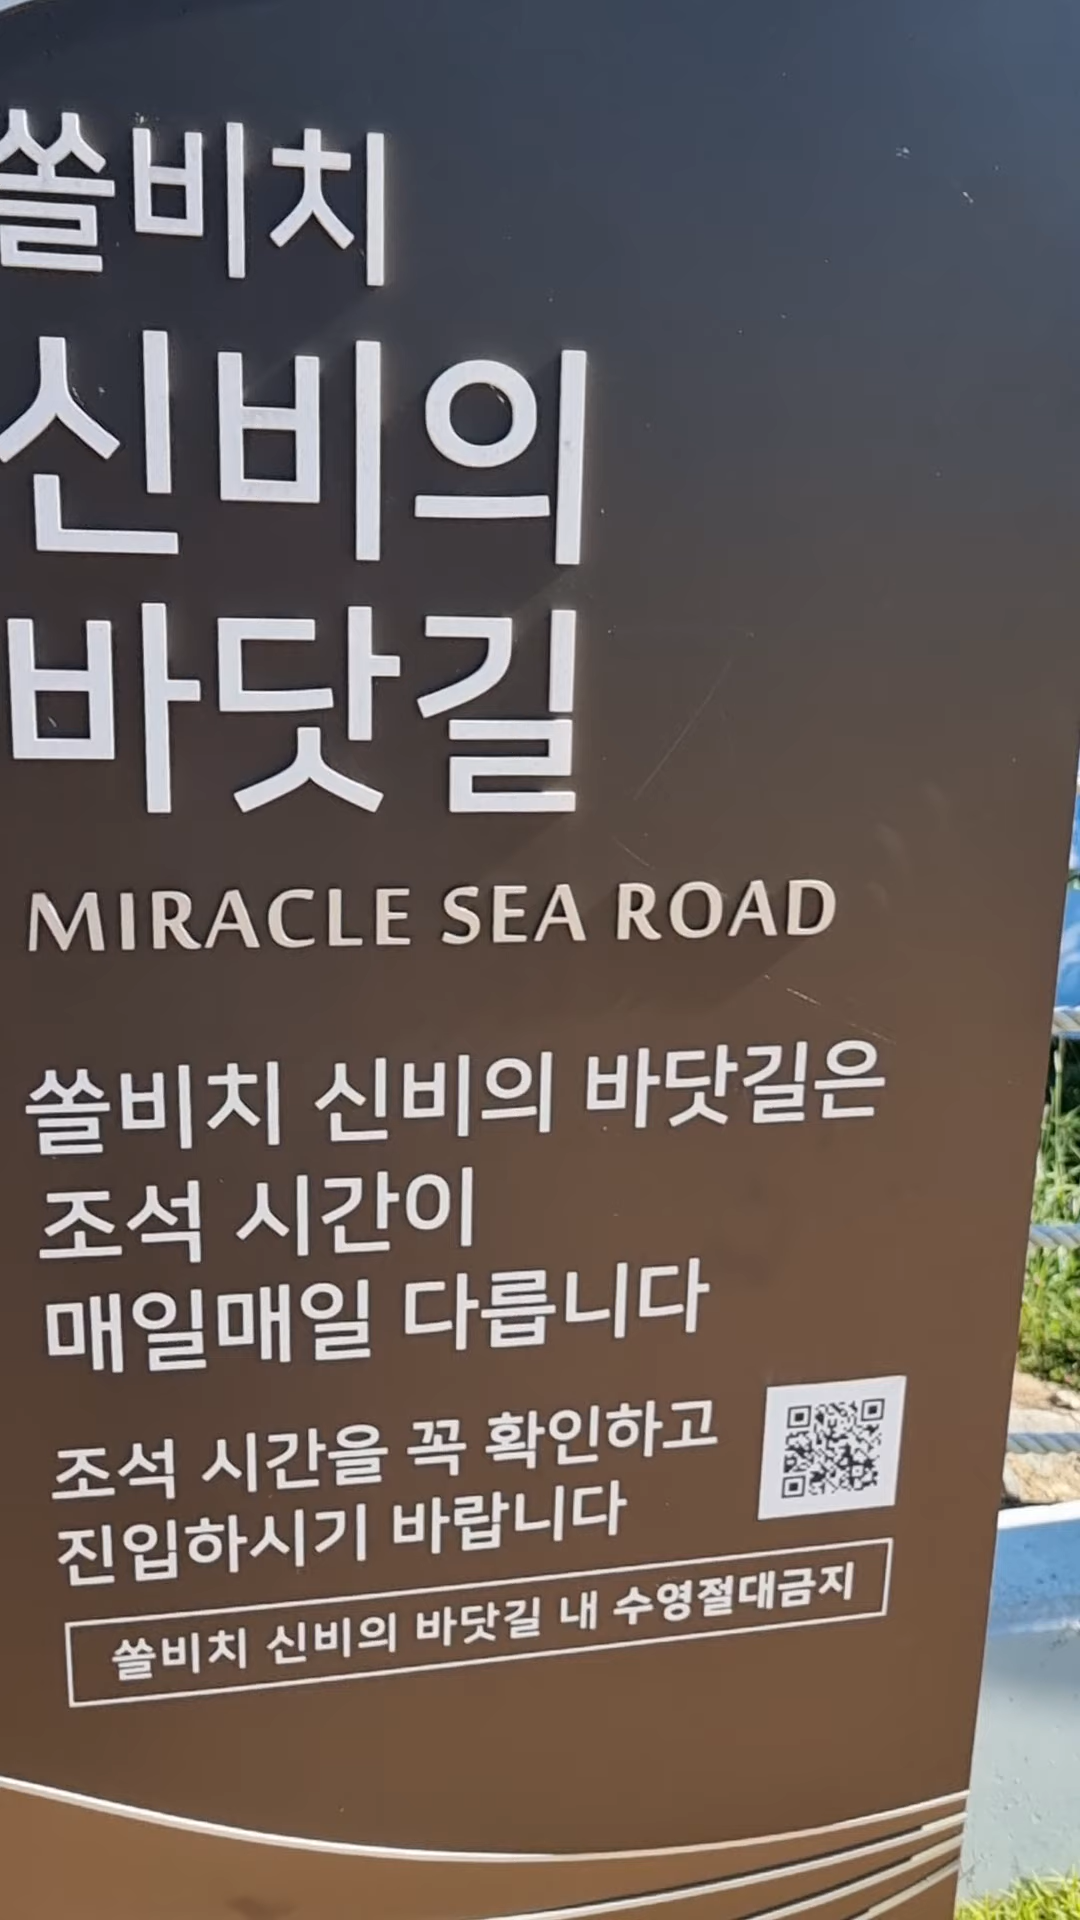 쏠비치
신비의
바닷길
MIRACLE SEA ROAD
쏠비치 신비의 바닷길은
조석 시간이
매일매일 다릅니다
조석 시간을 꼭 확인하고
진입하시기 바랍니다
쏠비치 신비의 바닷길 내 수영절대금지